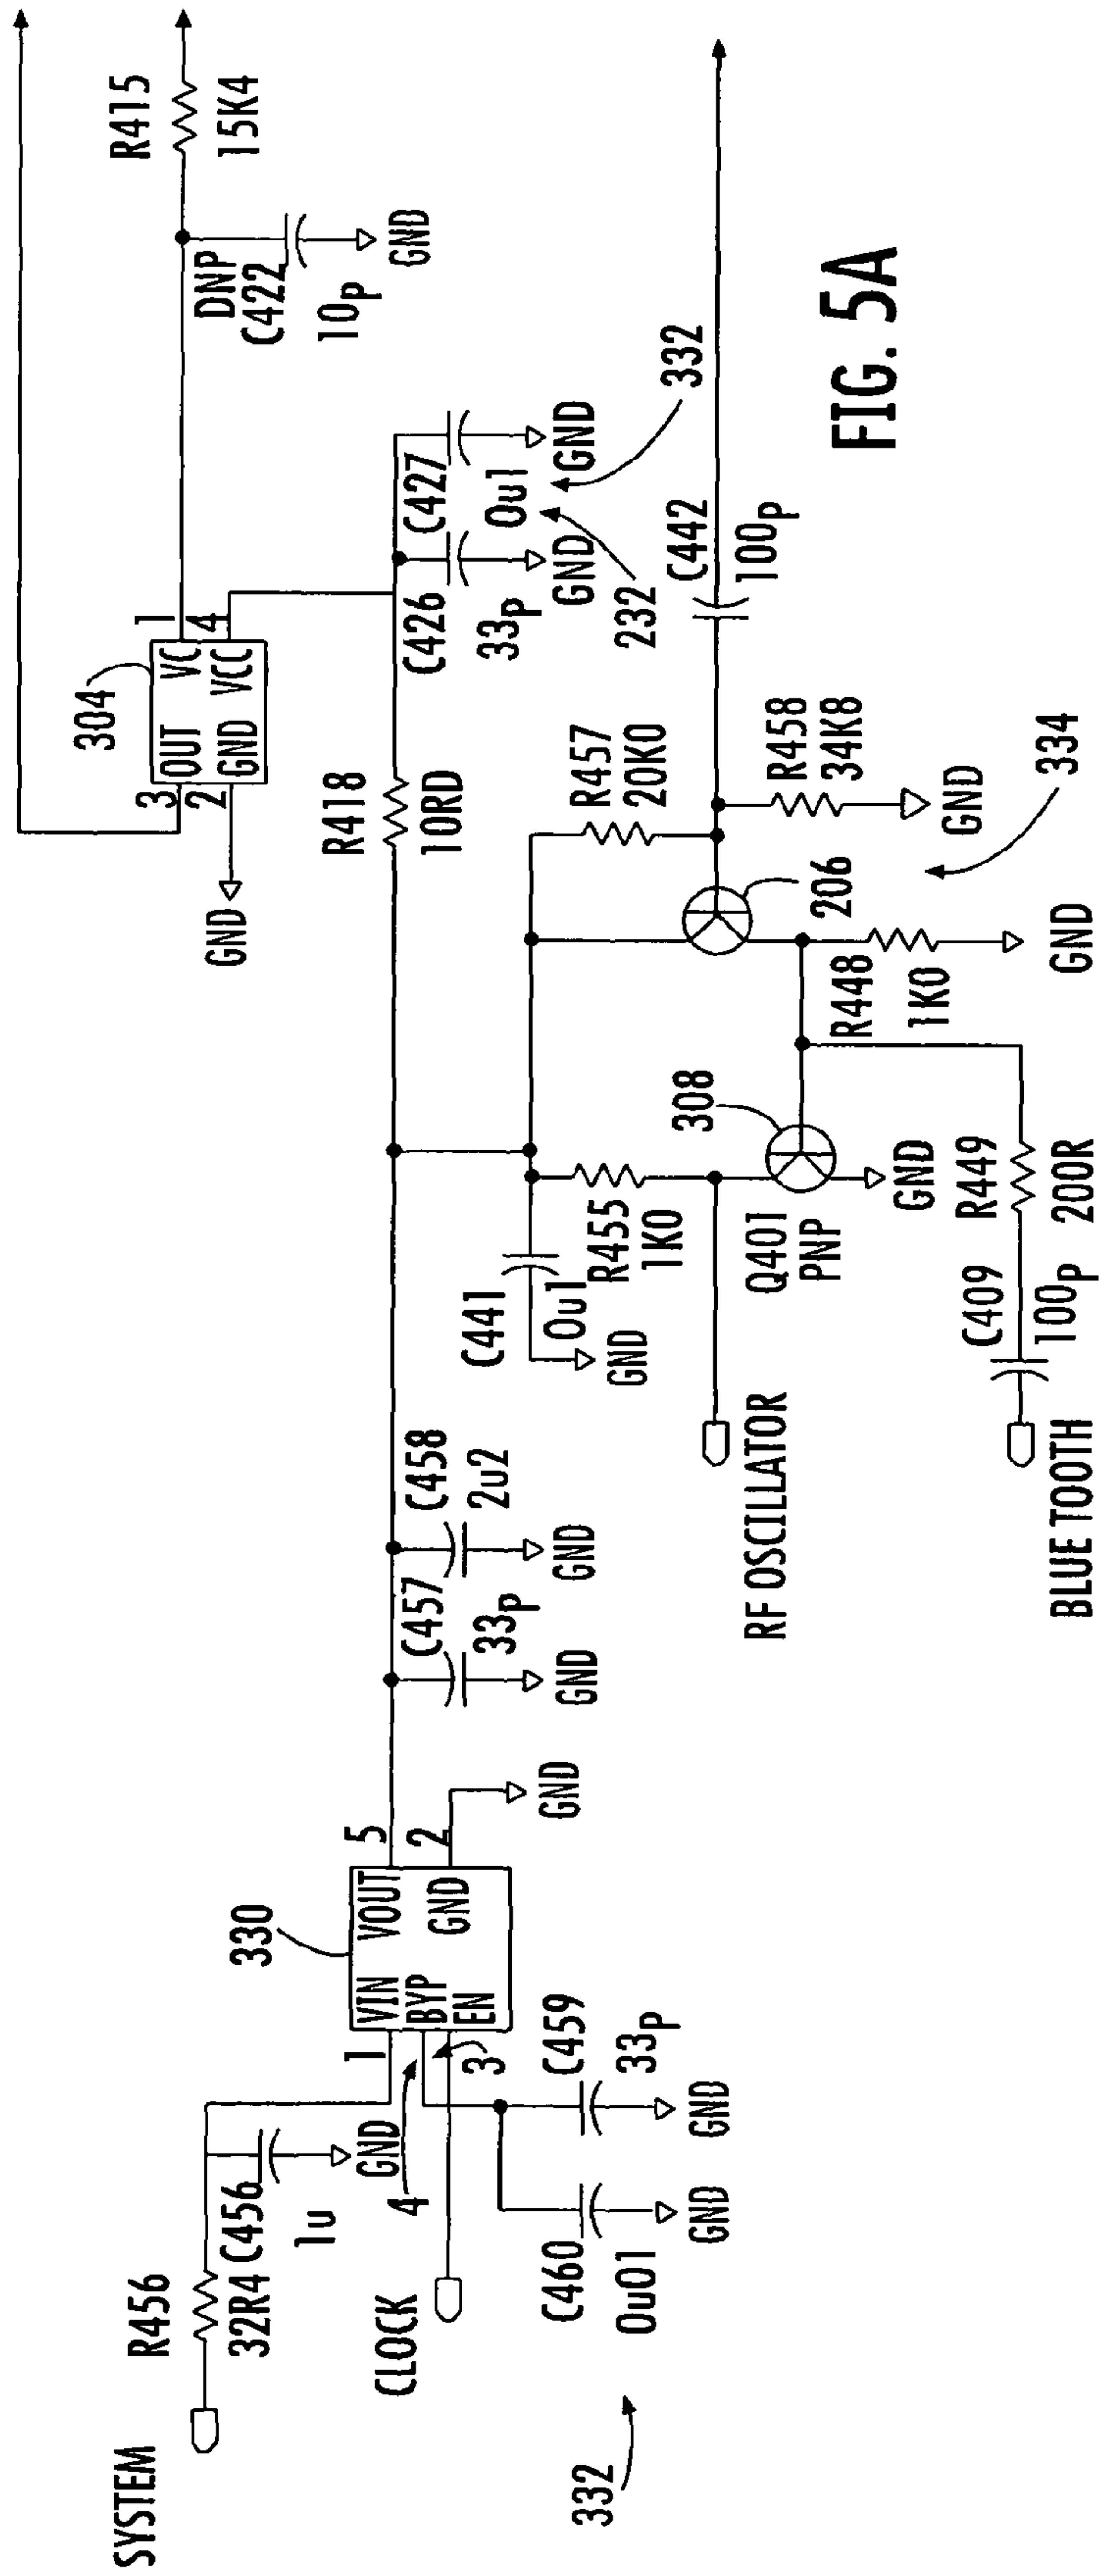 SYSTEM
R456
32R4
C456
1u
GND
CLOCK
4
3
1
330
VIN
BYP
EN
VOUT
GND
5
2
GND
C460
0u01
GND
C459
33p
GND
332
C457
33p
GND
C458
2u2
GND
R418
10RD
304
3
2
OUT
GND
VC
VCC
1
4
GND
DNP
C422
10p
GND
R415
15K4
C426
33p
GND
C427
0u1
GND
232
332
C441
0u1
GND
R455
1K0
RF OSCILLATOR
308
Q401
PNP
GND
R457
20K0
206
R458
34K8
GND
C442
100p
R448
1K0
GND
334
BLUE TOOTH
C409
100p
R449
200R
FIG. 5A